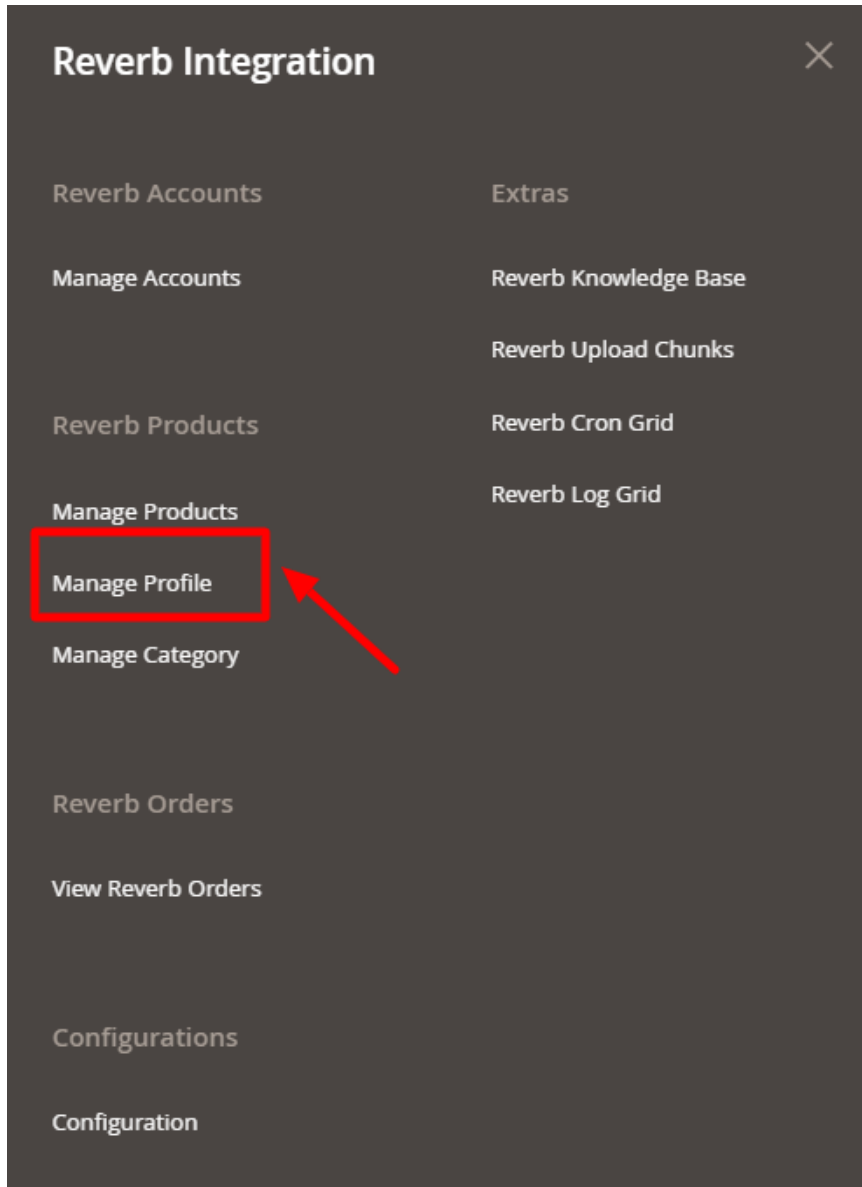 Reverb Integration
Reverb Accounts
Manage Accounts
Reverb Products
Manage Products
Manage Profile
Manage Category
Reverb Orders
View Reverb Orders
Configurations
Configuration
Extras
Reverb Knowledge Base
Reverb Upload Chunks
Reverb Cron Grid
Reverb Log Grid